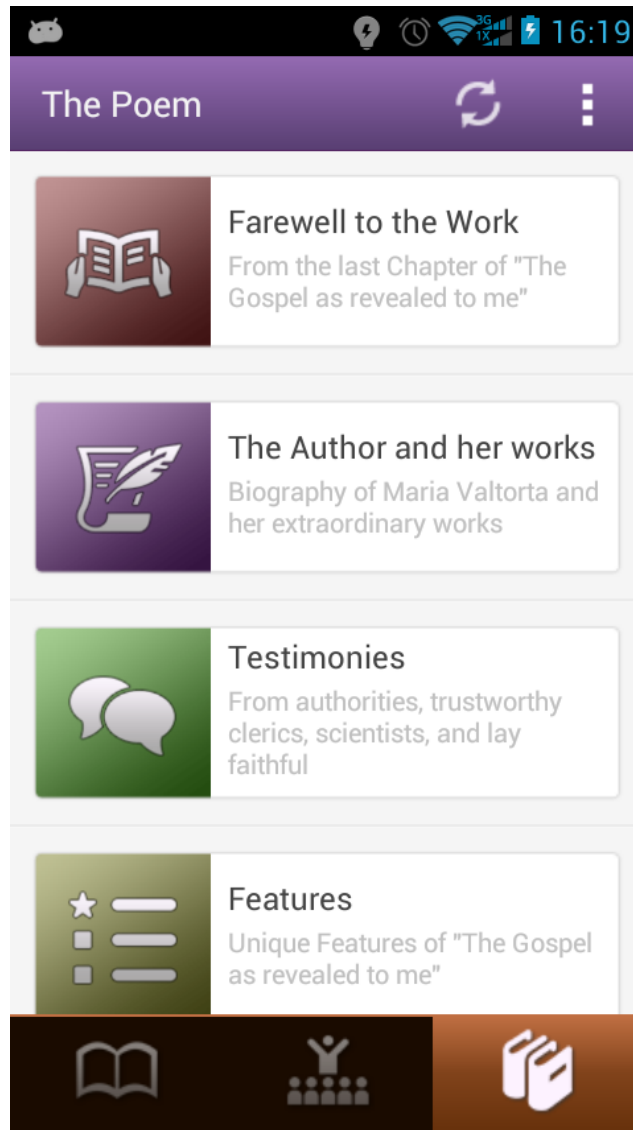 3G
1X
16:19
The Poem
Farewell to the Work
From the last Chapter of "The
Gospel as revealed to me"
The Author and her works
Biography of Maria Valtorta and
her extraordinary works
Testimonies
From authorities, trustworthy
clerics, scientists, and lay
faithful
Features
Unique Features of "The Gospel
as revealed to me"